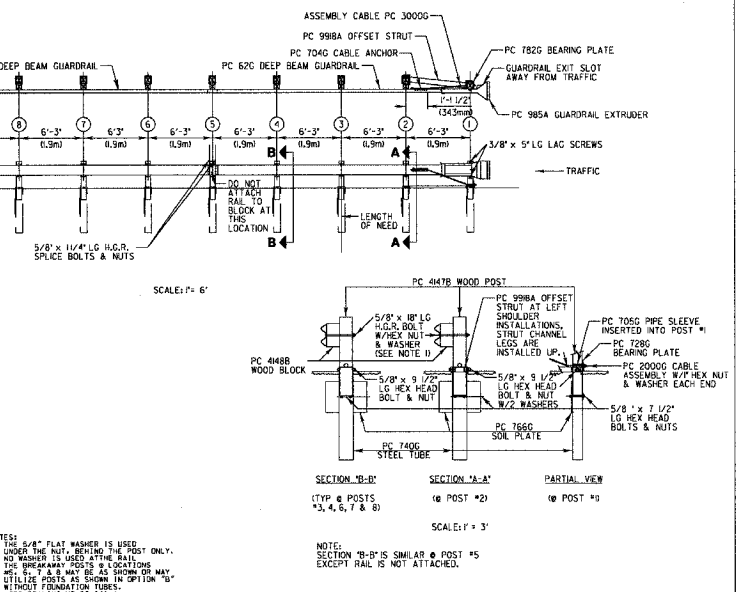 ASSEMBLY CABLE PC 3000G
PC 9918A OFFSET STRUT
PC 704G CABLE ANCHOR
PC 782G BEARING PLATE
DEEP BEAM GUARDRAIL
PC 62G DEEP BEAM GUARDRAIL
GUARDRAIL EXIT SLOT
AWAY FROM TRAFFIC
1'-1 1/2"
(343mm)
PC 985A GUARDRAIL EXTRUDER
8 7 6 5 4 3 2 1
6'-3" 6'3" 6'-3" 6'-3" 6'-3" 6'-3" 6'-3"
(1.9m) (1.9m) (1.9m) (1.9m) (1.9m) (1.9m) (1.9m)
B A
3/8" x 5" LG LAG SCREWS
TRAFFIC
DO NOT
ATTACH
RAIL TO
BLOCK AT
THIS
LOCATION
LENGTH
OF NEED
B A
5/8" x 11/4" LG H.G.R.
SPLICE BOLTS & NUTS
SCALE: 1"= 6'
PC 4147B WOOD POST
5/8" x 18" LG
H.G.R. BOLT
W/HEX NUT
& WASHER
(SEE NOTE 1)
PC 9918A OFFSET
STRUT AT LEFT
SHOULDER
INSTALLATIONS,
STRUT CHANNEL
LEGS ARE
INSTALLED UP.
PC 705G PIPE SLEEVE
INSERTED INTO POST #1
PC 728G
BEARING PLATE
PC 2000G CABLE
ASSEMBLY W/1" HEX NUT
& WASHER EACH END
PC 4148B
WOOD BLOCK
5/8" x 9 1/2"
LG HEX HEAD
BOLT & NUT
5/8" x 9 1/2"
LG HEX HEAD
BOLT & NUT
W/2 WASHERS
5/8 " x 7 1/2"
LG HEX HEAD
BOLTS & NUTS
PC 766G
SOIL PLATE
PC 740G
STEEL TUBE
SECTION "B-B"
(TYP @ POSTS
#3, 4, 6, 7 & 8)
SECTION "A-A"
(@ POST #2)
PARTIAL VIEW
(@ POST #1)
SCALE: 1' = 3'
NOTE:
SECTION "B-B" IS SIMILAR @ POST #5
EXCEPT RAIL IS NOT ATTACHED.
TES:
THE 5/8" FLAT WASHER IS USED
UNDER THE NUT, BEHIND THE POST ONLY.
NO WASHER IS USED ATTHE RAIL
THE BREAKAWAY POSTS @ LOCATIONS
#5, 6, 7 & 8 MAY BE AS SHOWN OR MAY
UTILIZE POSTS AS SHOWN IN OPTION "B"
WITHOUT FOUNDATION TUBES.